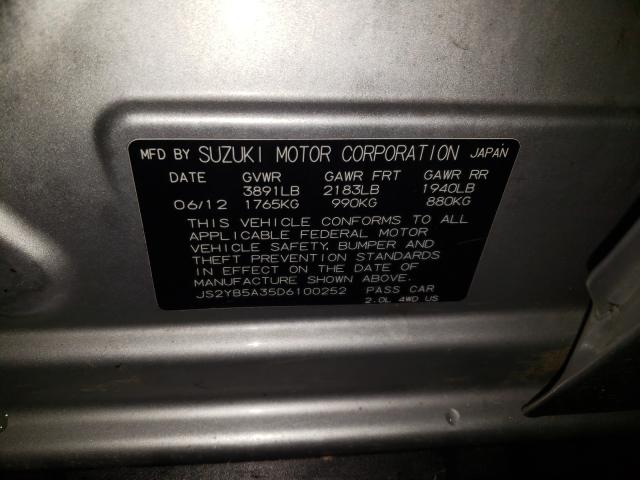 MFD BY SUZUKI MOTOR CORPORATION JAPAN
DATE GVWR GAWR FRT GAWR RR
3891LB 2183LB 1940LB
06/12 1765KG 990KG 880KG
THIS VEHICLE CONFORMS TO ALL
APPLICABLE FEDERAL MOTOR
VEHICLE SAFETY, BUMPER AND
THEFT PREVENTION STANDARDS
IN EFFECT ON THE DATE OF
MANUFACTURE SHOWN ABOVE.
JS2YB5A35D6100252 PASS CAR
2.0L 4WD US